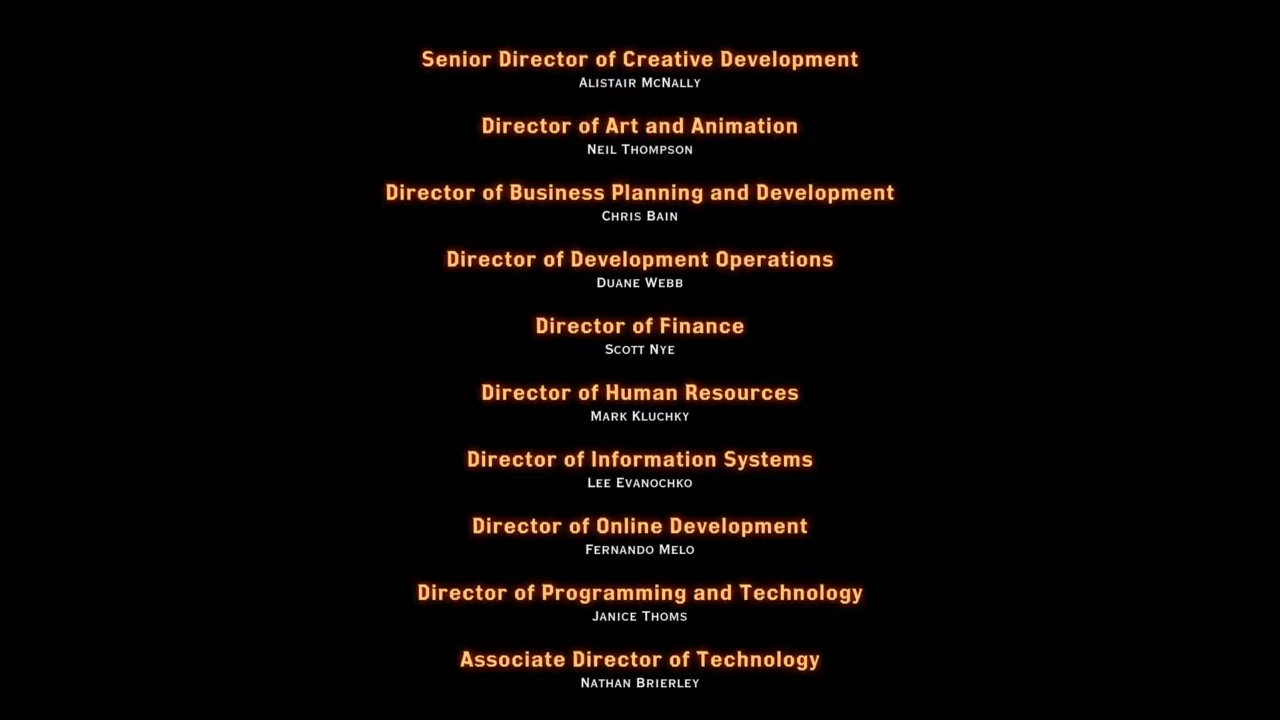 Senior Director of Creative Development
Alistair McNally
Director of Art and Animation
Neil Thompson
Director of Business Planning and Development
Chris Bain
Director of Development Operations
Duane Webb
Director of Finance
Scott Nye
Director of Human Resources
Mark Kluchky
Director of Information Systems
Lee Evanochko
Director of Online Development
Fernando Melo
Director of Programming and Technology
Janice Thoms
Associate Director of Technology
Nathan Brierley